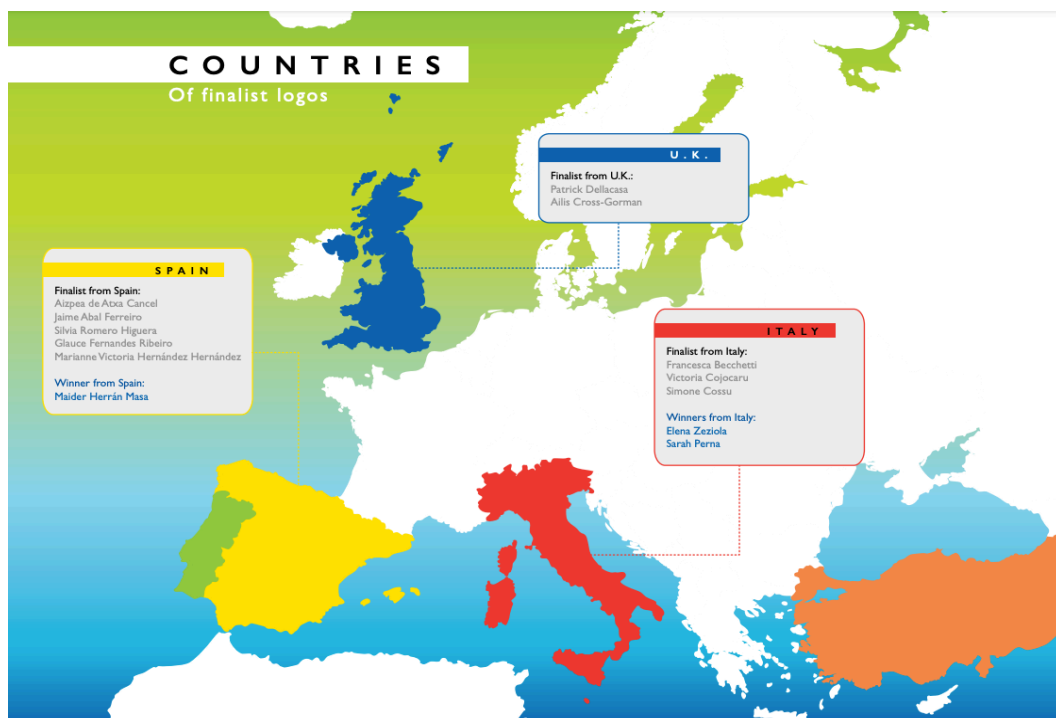 COUNTRIES
Of finalist logos
U.K.
Finalist from U.K.:
Patrick Dellacasa
Ailis Cross-Gorman
SPAIN
Finalist from Spain:
Aizpea de Atxa Cancel
Jaime Abal Ferreiro
Silvia Romero Higuera
Glauce Fernandes Ribeiro
Marianne Victoria Hernández Hernández
Winner from Spain:
Maider Herrán Masa
ITALY
Finalist from Italy:
Francesca Becchetti
Victoria Cojocaru
Simone Cossu
Winners from Italy:
Elena Zeziola
Sarah Perna